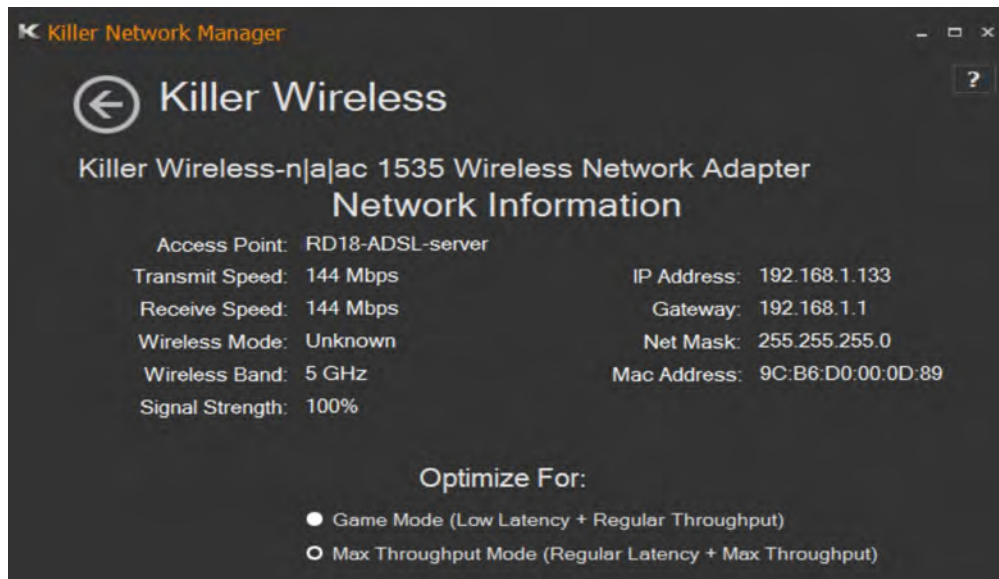 K Killer Network Manager
?
Killer Wireless
Killer Wireless-n|a|ac 1535 Wireless Network Adapter
Network Information
Access Point: RD18-ADSL-server
Transmit Speed: 144 Mbps
Receive Speed: 144 Mbps
Wireless Mode: Unknown
Wireless Band: 5 GHz
Signal Strength: 100%
IP Address: 192.168.1.133
Gateway: 192.168.1.1
Net Mask: 255.255.255.0
Mac Address: 9C:B6:D0:00:0D:89
Optimize For:
Game Mode (Low Latency + Regular Throughput)
Max Throughput Mode (Regular Latency + Max Throughput)